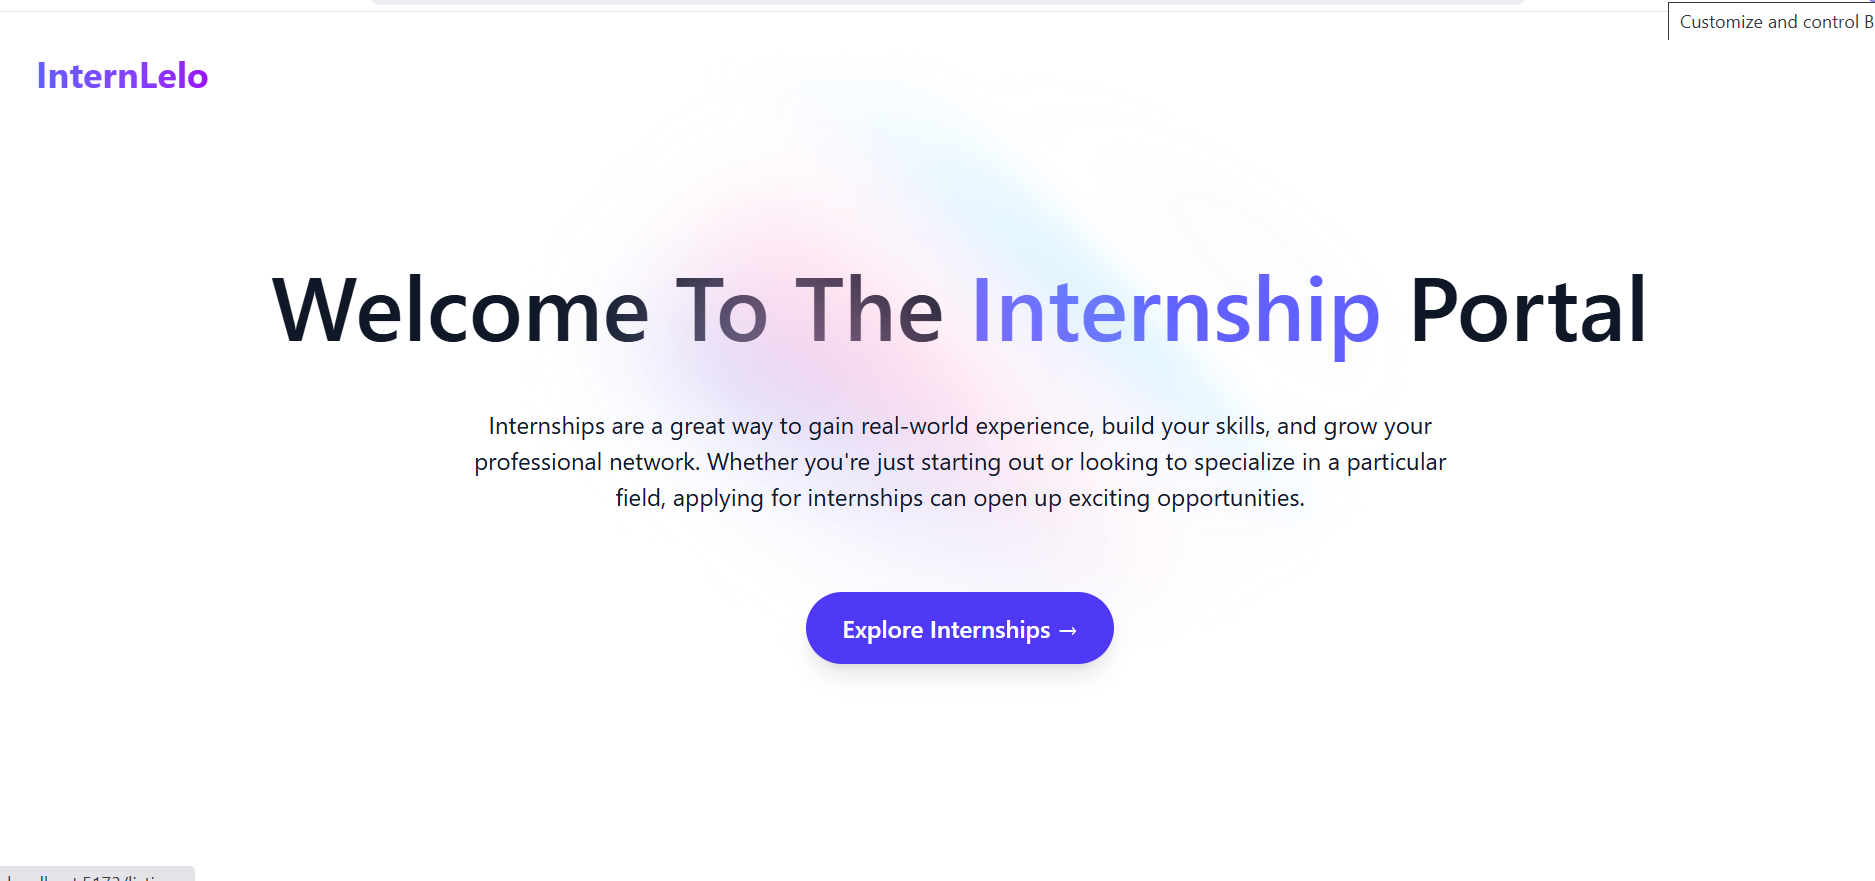 Customize and control B
InternLelo
Welcome To The Internship Portal
Internships are a great way to gain real-world experience, build your skills, and grow your
professional network. Whether you're just starting out or looking to specialize in a particular
field, applying for internships can open up exciting opportunities.
Explore Internships →